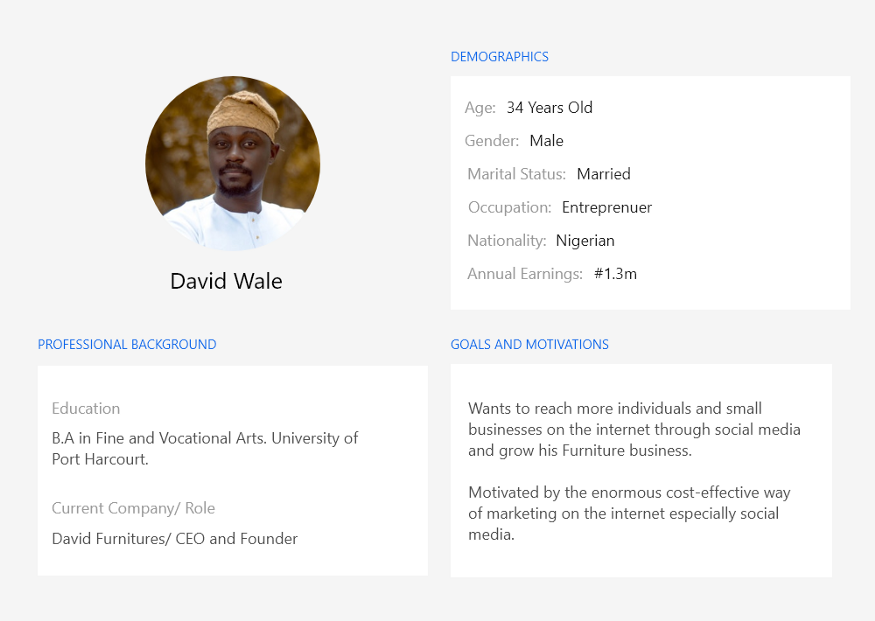 DEMOGRAPHICS
Age: 34 Years Old
Gender: Male
Marital Status: Married
Occupation: Entreprenuer
Nationality: Nigerian
Annual Earnings: #1.3m
David Wale
PROFESSIONAL BACKGROUND
Education
B.A in Fine and Vocational Arts. University of
Port Harcourt.
Current Company/ Role
David Furnitures/ CEO and Founder
GOALS AND MOTIVATIONS
Wants to reach more individuals and small
businesses on the internet through social media
and grow his Furniture business.
Motivated by the enormous cost-effective way
of marketing on the internet especially social
media.